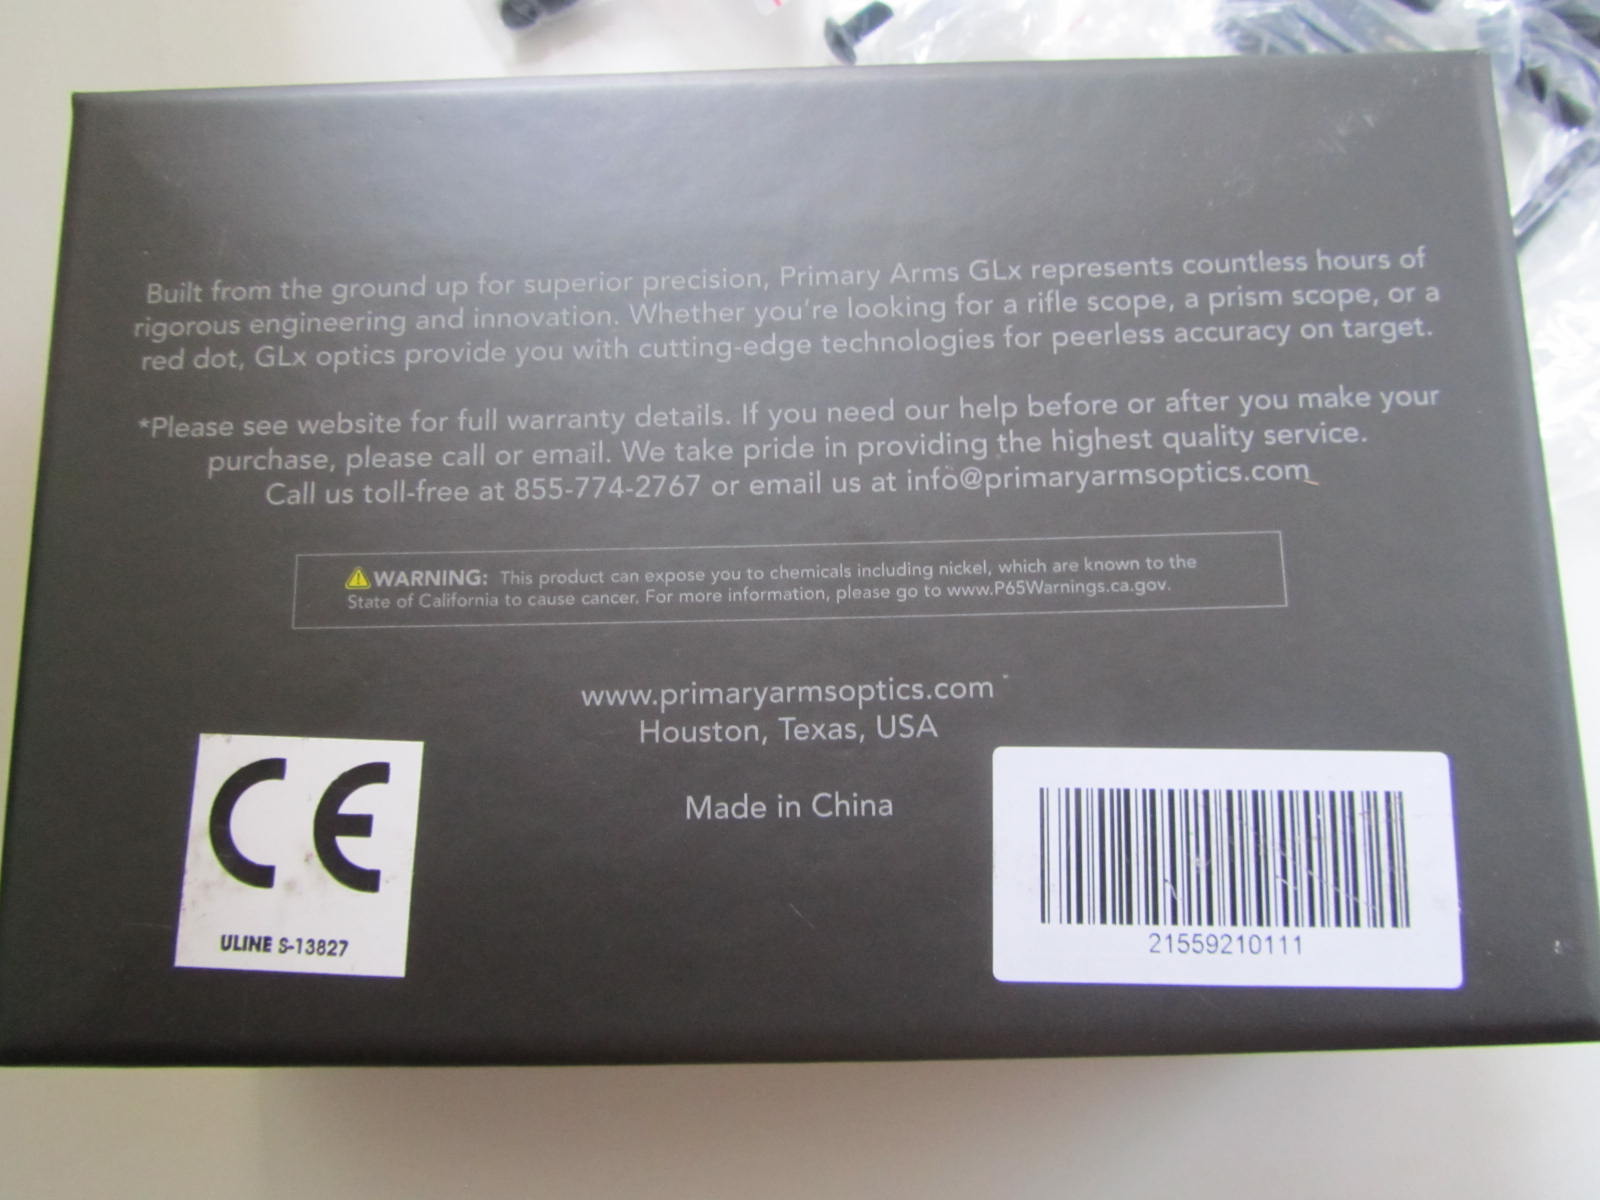 Built from the ground up for superior precision, Primary Arms GLx represents countless hours of
rigorous engineering and innovation. Whether you're looking for a rifle scope, a prism scope, or a
red dot, GLx optics provide you with cutting-edge technologies for peerless accuracy on target.
*Please see website for full warranty details. If you need our help before or after you make your
purchase, please call or email. We take pride in providing the highest quality service.
Call us toll-free at 855-774-2767 or email us at info@primaryarmsoptics.com
WARNING: This product can expose you to chemicals including nickel, which are known to the
State of California to cause cancer. For more information, please go to www.P65Warnings.ca.gov.
www.primaryarmsoptics.com
Houston, Texas, USA
Made in China
CE
ULINE S-13827
21559210111